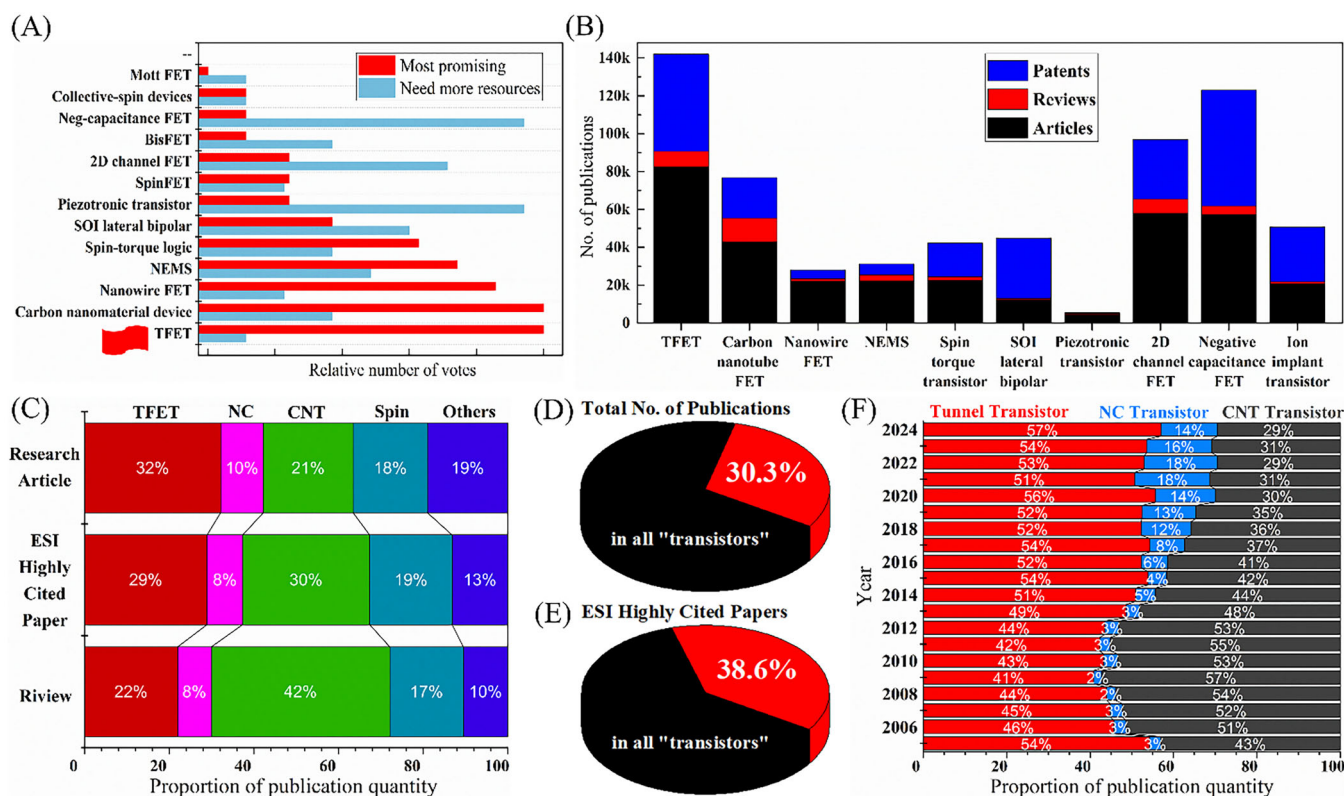 (A)
Most promising
Need more resources
--
Mott FET
Collective-spin devices
Neg-capacitance FET
BisFET
2D channel FET
SpinFET
Piezotronic transistor
SOI lateral bipolar
Spin-torque logic
NEMS
Nanowire FET
Carbon nanomaterial device
TFET
Relative number of votes
(B)
Patents
Reviews
Articles
No. of publications
140k
120k
100k
80k
60k
40k
20k
0
TFET
Carbon
nanotube
FET
Nanowire
FET
NEMS
Spin
torque
transistor
SOI
lateral
bipolar
Piezotronic
transistor
2D
channel
FET
Negative
capacitance
FET
Ion
implant
transistor
(C)
TFET NC CNT Spin Others
Research
Article
32% 10% 21% 18% 19%
ESI
Highly
Cited
Paper
29% 8% 30% 19% 13%
Riview
22% 8% 42% 17% 10%
0 20 40 60 80 100
Proportion of publication quantity
(D) Total No. of Publications
30.3%
in all "transistors"
(E) ESI Highly Cited Papers
38.6%
in all "transistors"
(F)
Tunnel Transistor NC Transistor CNT Transistor
Year
2024 57% 14% 29%
54% 16% 31%
2022 53% 18% 29%
51% 18% 31%
2020 56% 14% 30%
52% 13% 35%
2018 52% 12% 36%
54% 8% 37%
2016 52% 6% 41%
54% 4% 42%
2014 51% 5% 44%
49% 3% 48%
2012 44% 3% 53%
42% 3% 55%
2010 43% 3% 53%
41% 2% 57%
2008 44% 2% 54%
45% 3% 52%
2006 46% 3% 51%
54% 3% 43%
0 20 40 60 80 100
Proportion of publication quantity